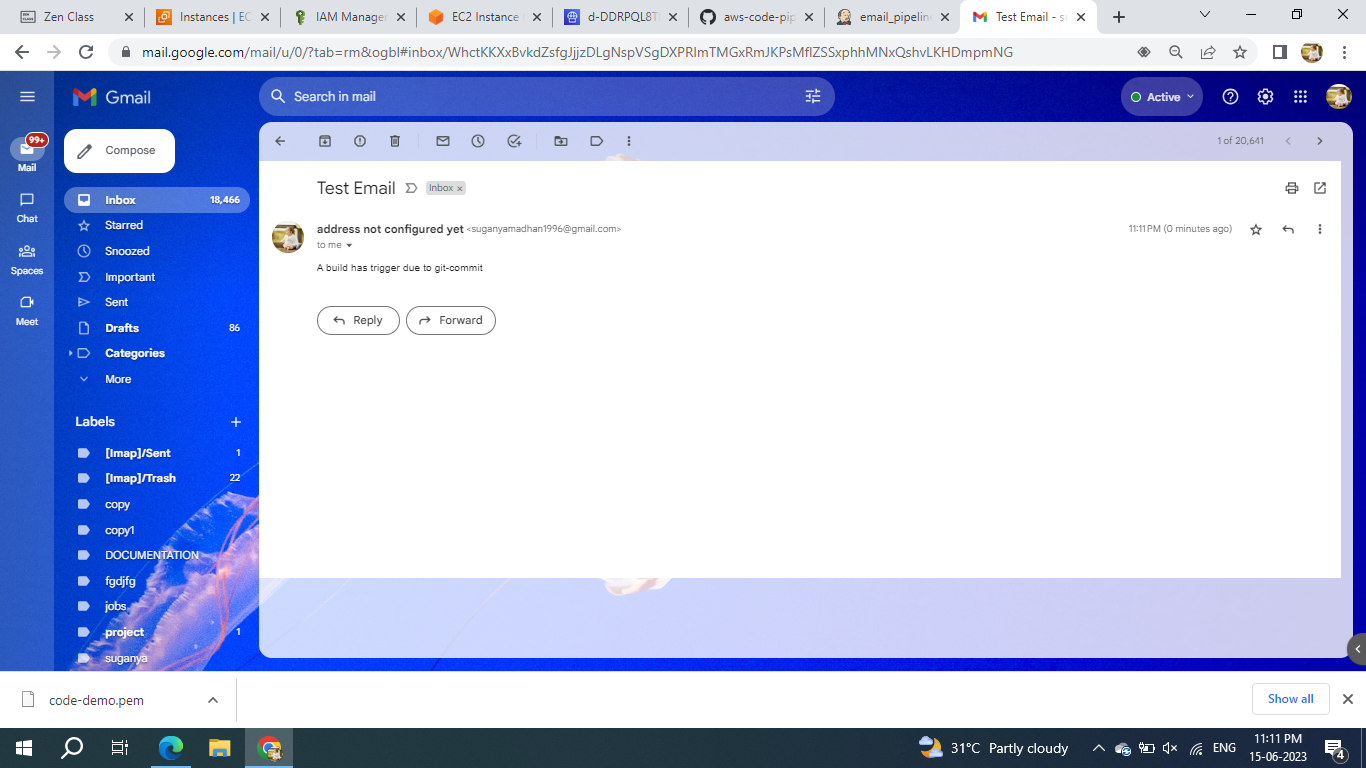 Zen Class
Instances | EC
IAM Manage
EC2 Instance
d-DDRPQL8T
aws-code-pip
email_pipelin
Test Email - s
mail.google.com/mail/u/0/?tab=rm&ogbl#inbox/WhctKKXxBvkdZsfgJjjzDLgNspVSgDXPRlmTMGxRmJKPsMflZSSxphhMNxQshvLKHDmpmNG
Gmail
Search in mail
Active
99+
Mail
Chat
Spaces
Meet
Compose
Inbox 18,466
Starred
Snoozed
Important
Sent
Drafts 86
Categories
More
Labels
[Imap]/Sent 1
[Imap]/Trash 22
copy
copy1
DOCUMENTATION
fgdjfg
jobs
project 1
suganya
1 of 20,641
Test Email Inbox ×
address not configured yet <suganyamadhan1996@gmail.com>
11:11 PM (0 minutes ago)
to me
A build has trigger due to git-commit
Reply
Forward
code-demo.pem
Show all
31°C Partly cloudy
ENG
11:11 PM
15-06-2023
4